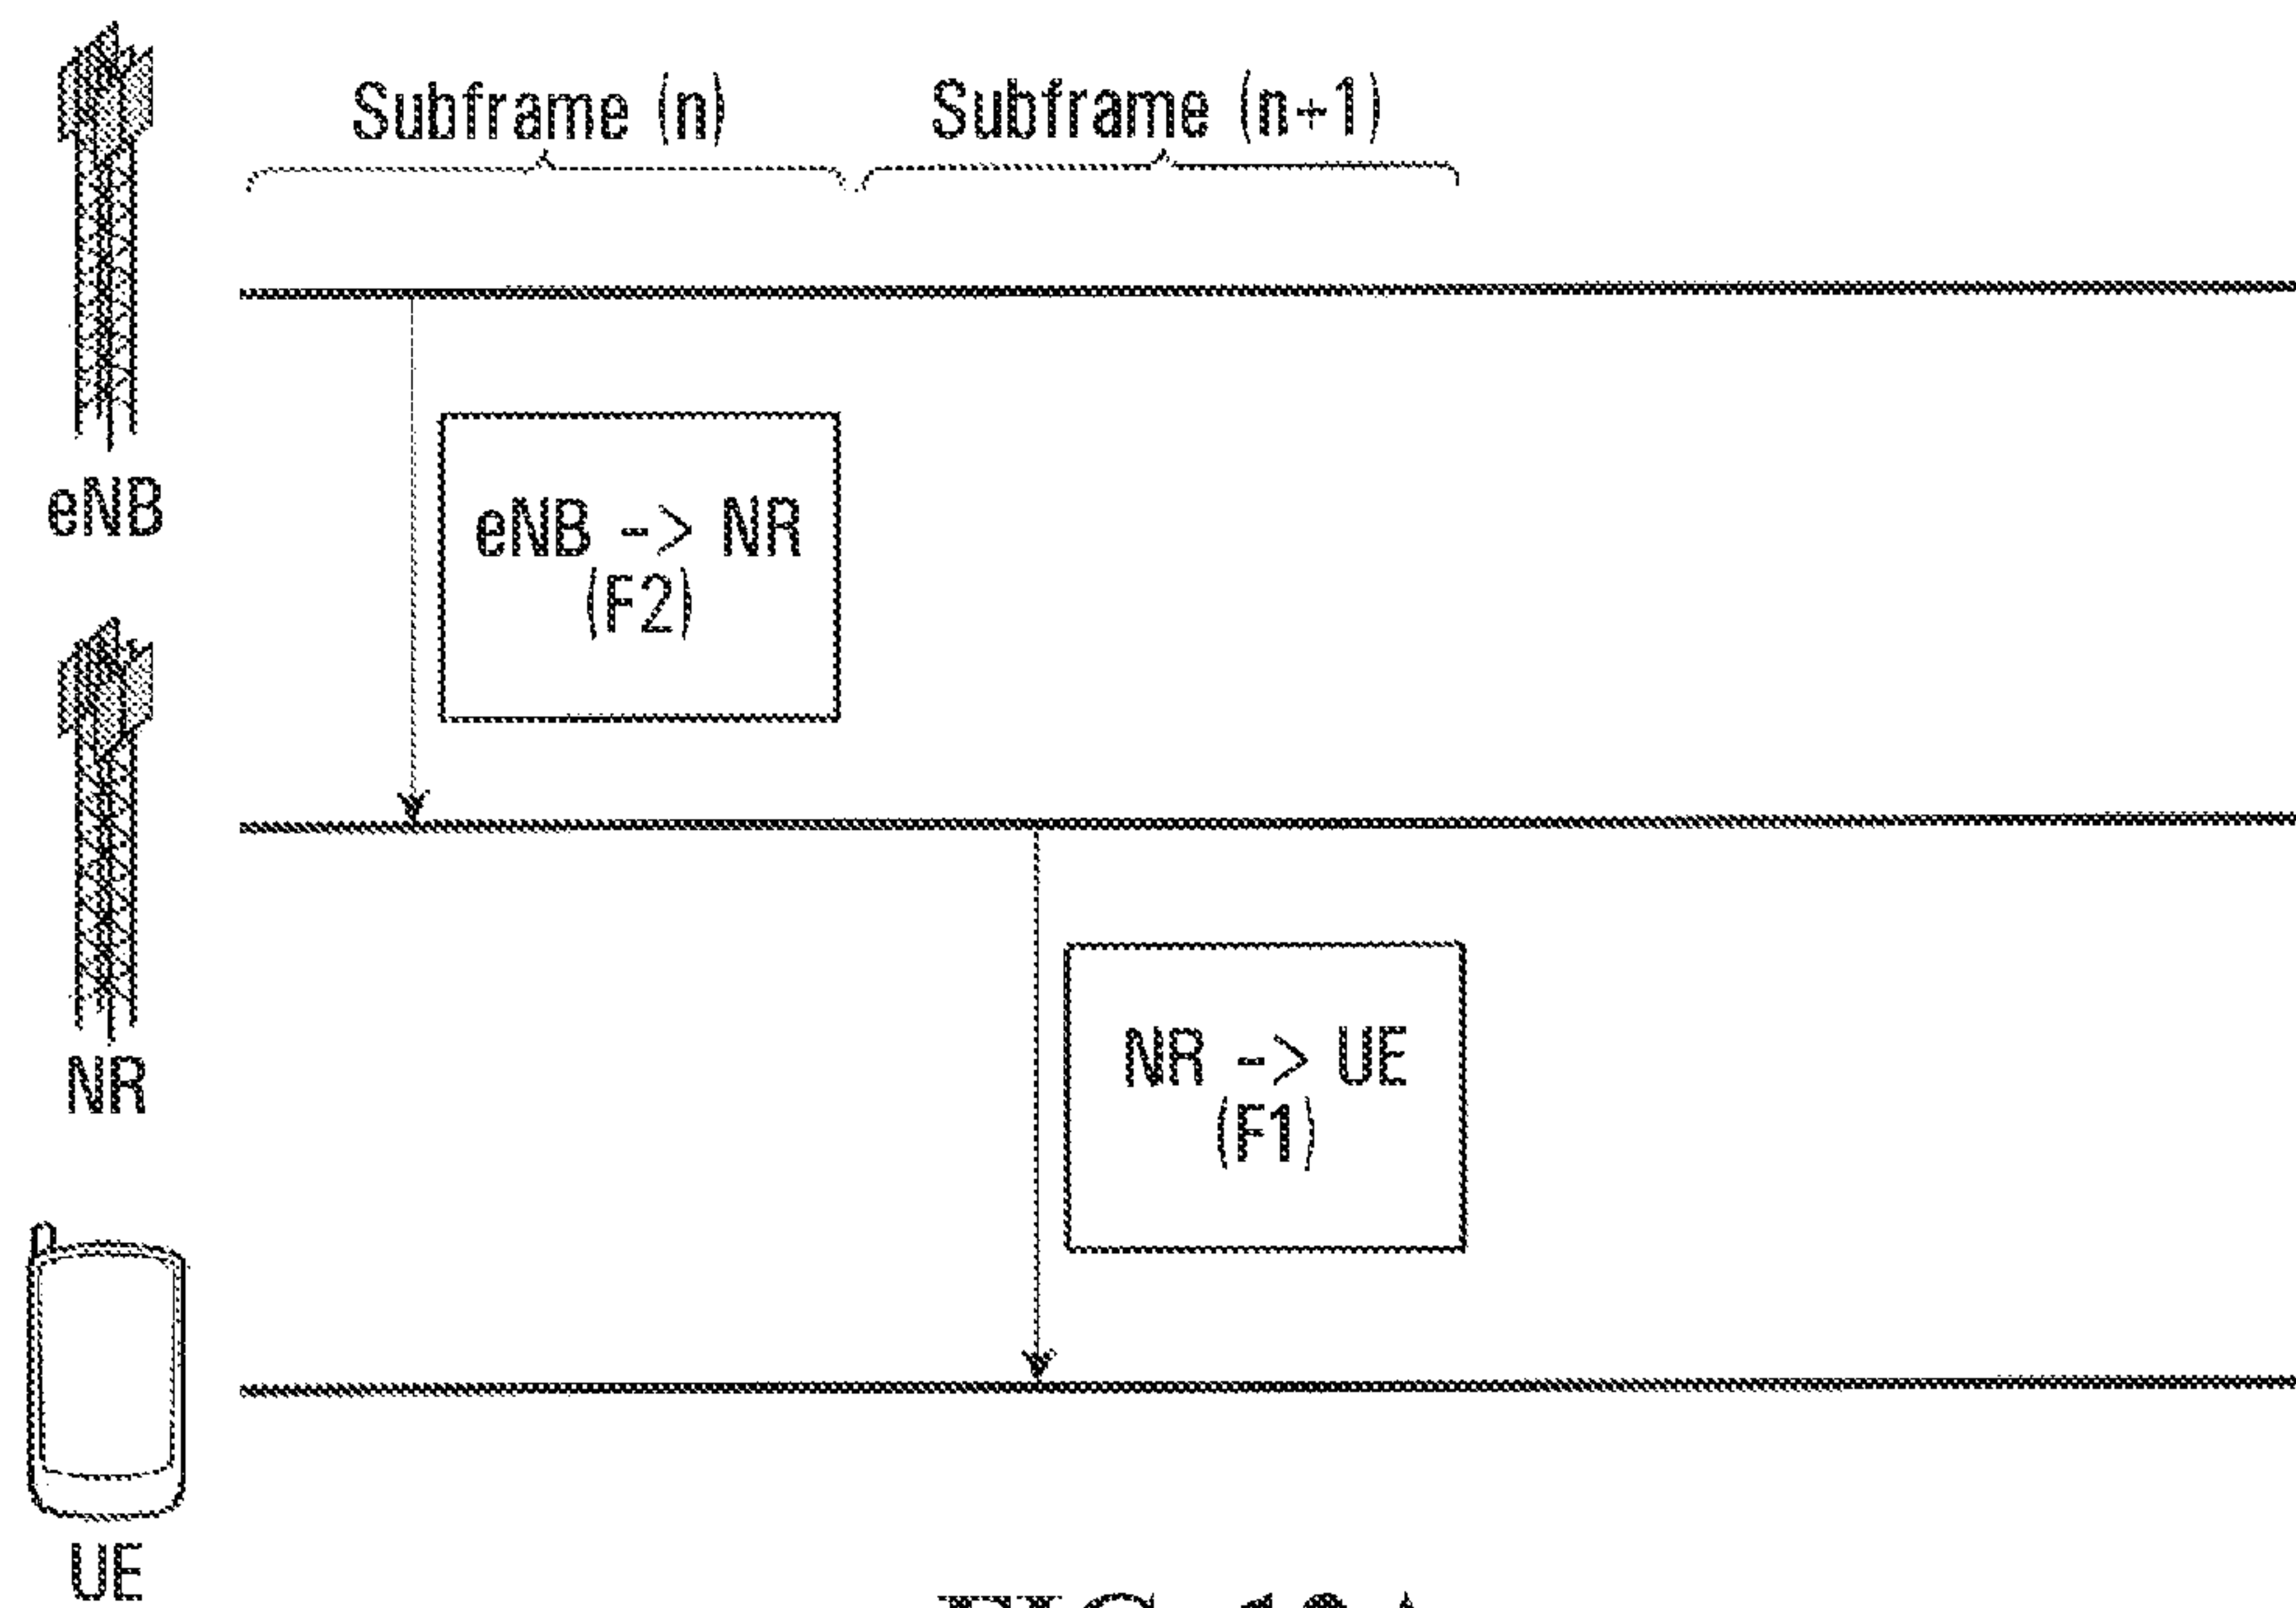 Subframe (n) Subframe (n+1)
eNB
eNB -> NR
(F2)
NR
NR -> UE
(F1)
UE